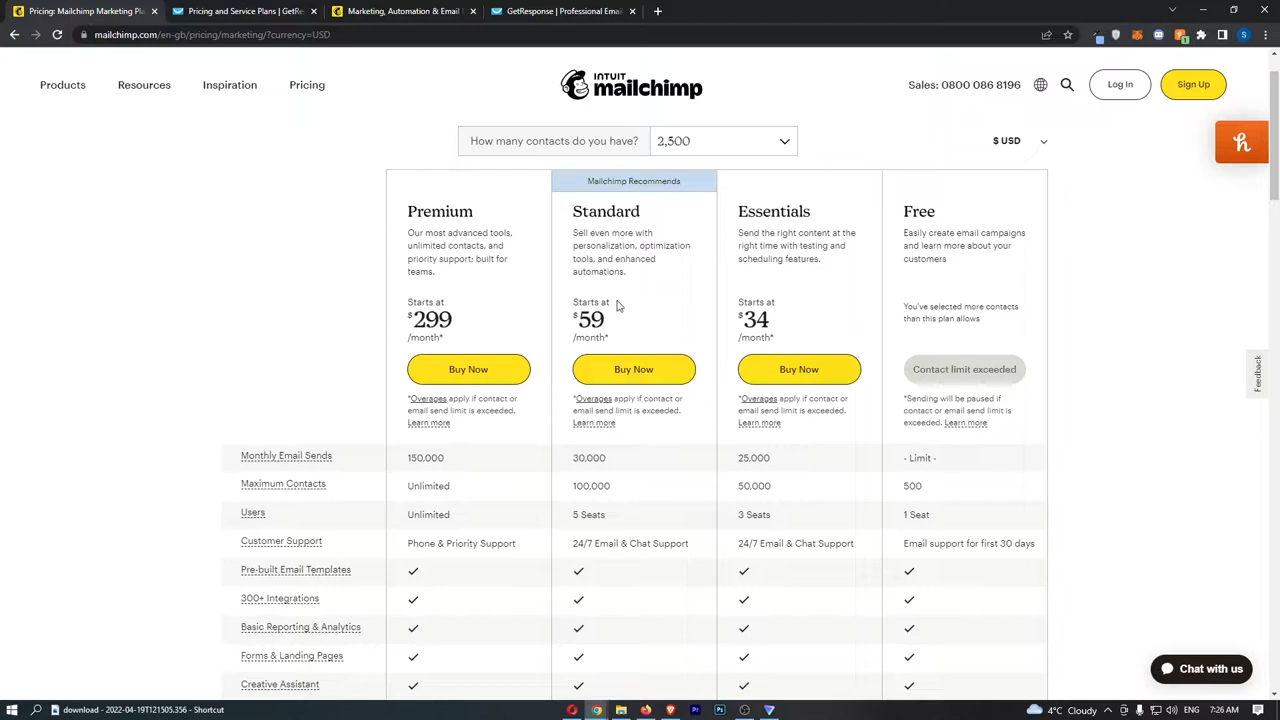 Pricing: Mailchimp Marketing Pla
Pricing and Service Plans | GetRe
Marketing, Automation & Email
GetResponse | Professional Email
mailchimp.com/en-gb/pricing/marketing/?currency=USD
Products
Resources
Inspiration
Pricing
INTUIT
mailchimp
Sales: 0800 086 8196
Log In
Sign Up
How many contacts do you have?
2,500
$ USD
Mailchimp Recommends
Premium
Standard
Essentials
Free
Our most advanced tools,
unlimited contacts, and
priority support; built for
teams.
Sell even more with
personalization, optimization
tools, and enhanced
automations.
Send the right content at the
right time with testing and
scheduling features.
Easily create email campaigns
and learn more about your
customers
Starts at
$299
/month*
Starts at
$59
/month*
Starts at
$34
/month*
You've selected more contacts
than this plan allows
Buy Now
Buy Now
Buy Now
Contact limit exceeded
*Overages apply if contact or
email send limit is exceeded.
Learn more
*Overages apply if contact or
email send limit is exceeded.
Learn more
*Overages apply if contact or
email send limit is exceeded.
Learn more
*Sending will be paused if
contact or email send limit is
exceeded. Learn more
Feedback
Monthly Email Sends 150,000 30,000 25,000 - Limit -
Maximum Contacts Unlimited 100,000 50,000 500
Users Unlimited 5 Seats 3 Seats 1 Seat
Customer Support Phone & Priority Support 24/7 Email & Chat Support 24/7 Email & Chat Support Email support for first 30 days
Pre-built Email Templates
300+ Integrations
Basic Reporting & Analytics
Forms & Landing Pages
Creative Assistant
Chat with us
download - 2022-04-19T121505.356 - Shortcut
4°C Cloudy
ENG
7:26 AM